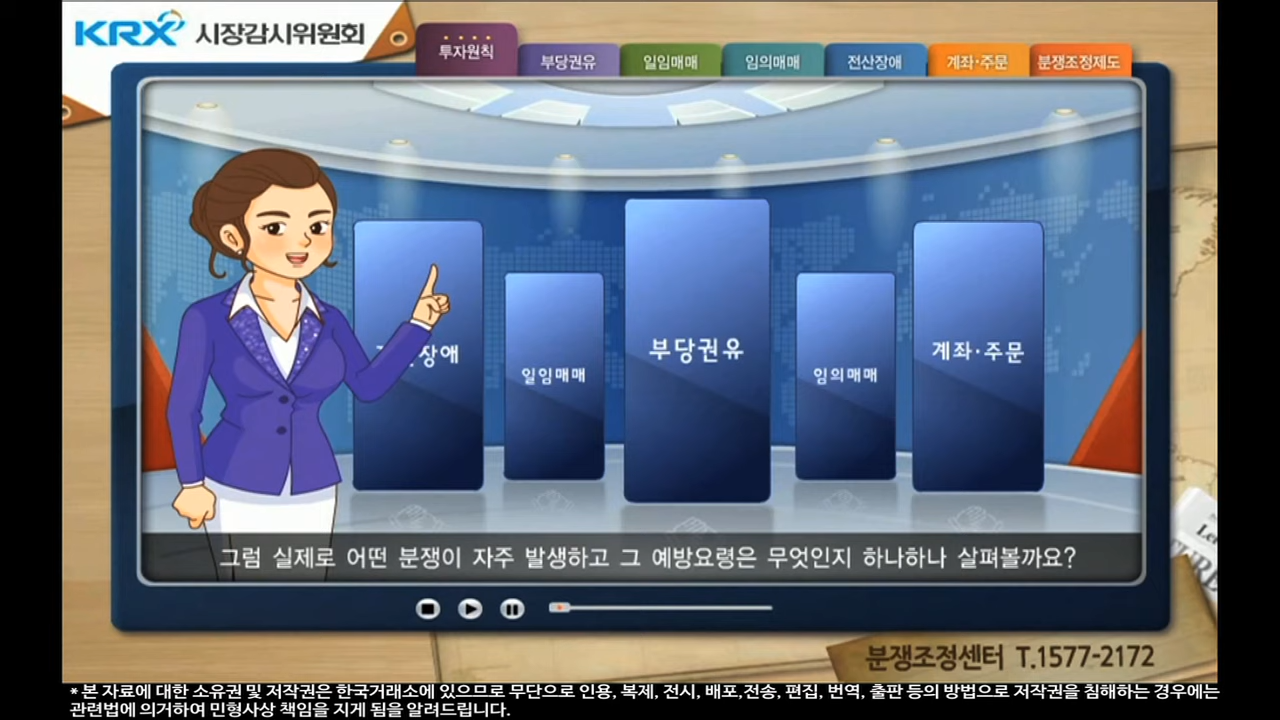 KRX 시장감시위원회
투자원칙
부당권유
일임매매
임의매매
전산장애
계좌·주문
분쟁조정제도
장애
일임매매
부당권유
임의매매
계좌·주문
그럼 실제로 어떤 분쟁이 자주 발생하고 그 예방요령은 무엇인지 하나하나 살펴볼까요?
분쟁조정센터 T.1577-2172
* 본 자료에 대한 소유권 및 저작권은 한국거래소에 있으므로 무단으로 인용, 복제, 전시, 배포,전송, 편집, 번역, 출판 등의 방법으로 저작권을 침해하는 경우에는
관련법에 의거하여 민형사상 책임을 지게 됨을 알려드립니다.